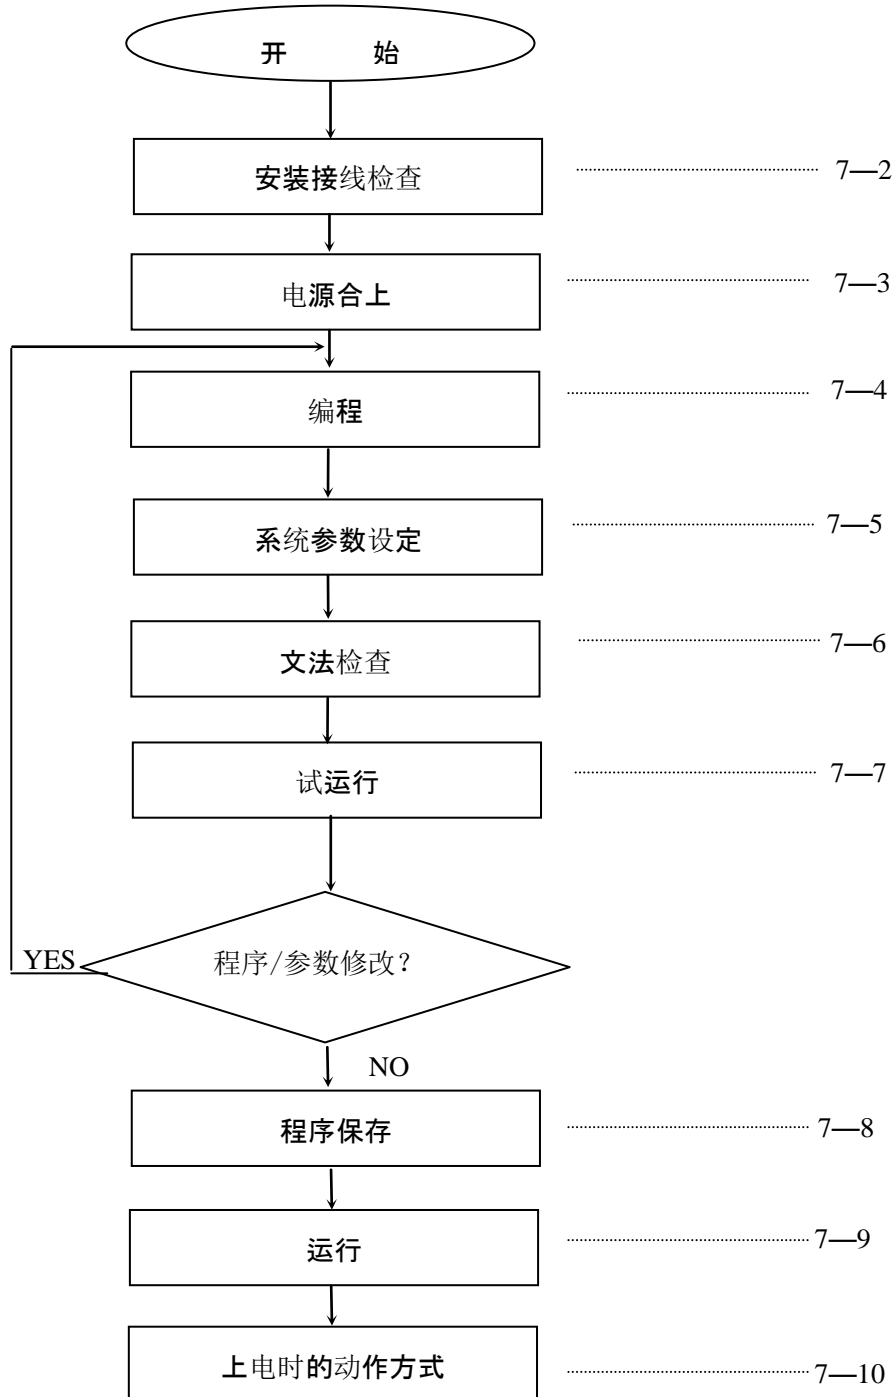 开 始
安装接线检查 7—2
电源合上 7—3
编程 7—4
系统参数设定 7—5
文法检查 7—6
试运行 7—7
YES 程序/参数修改？
NO
程序保存 7—8
运行 7—9
上电时的动作方式 7—10